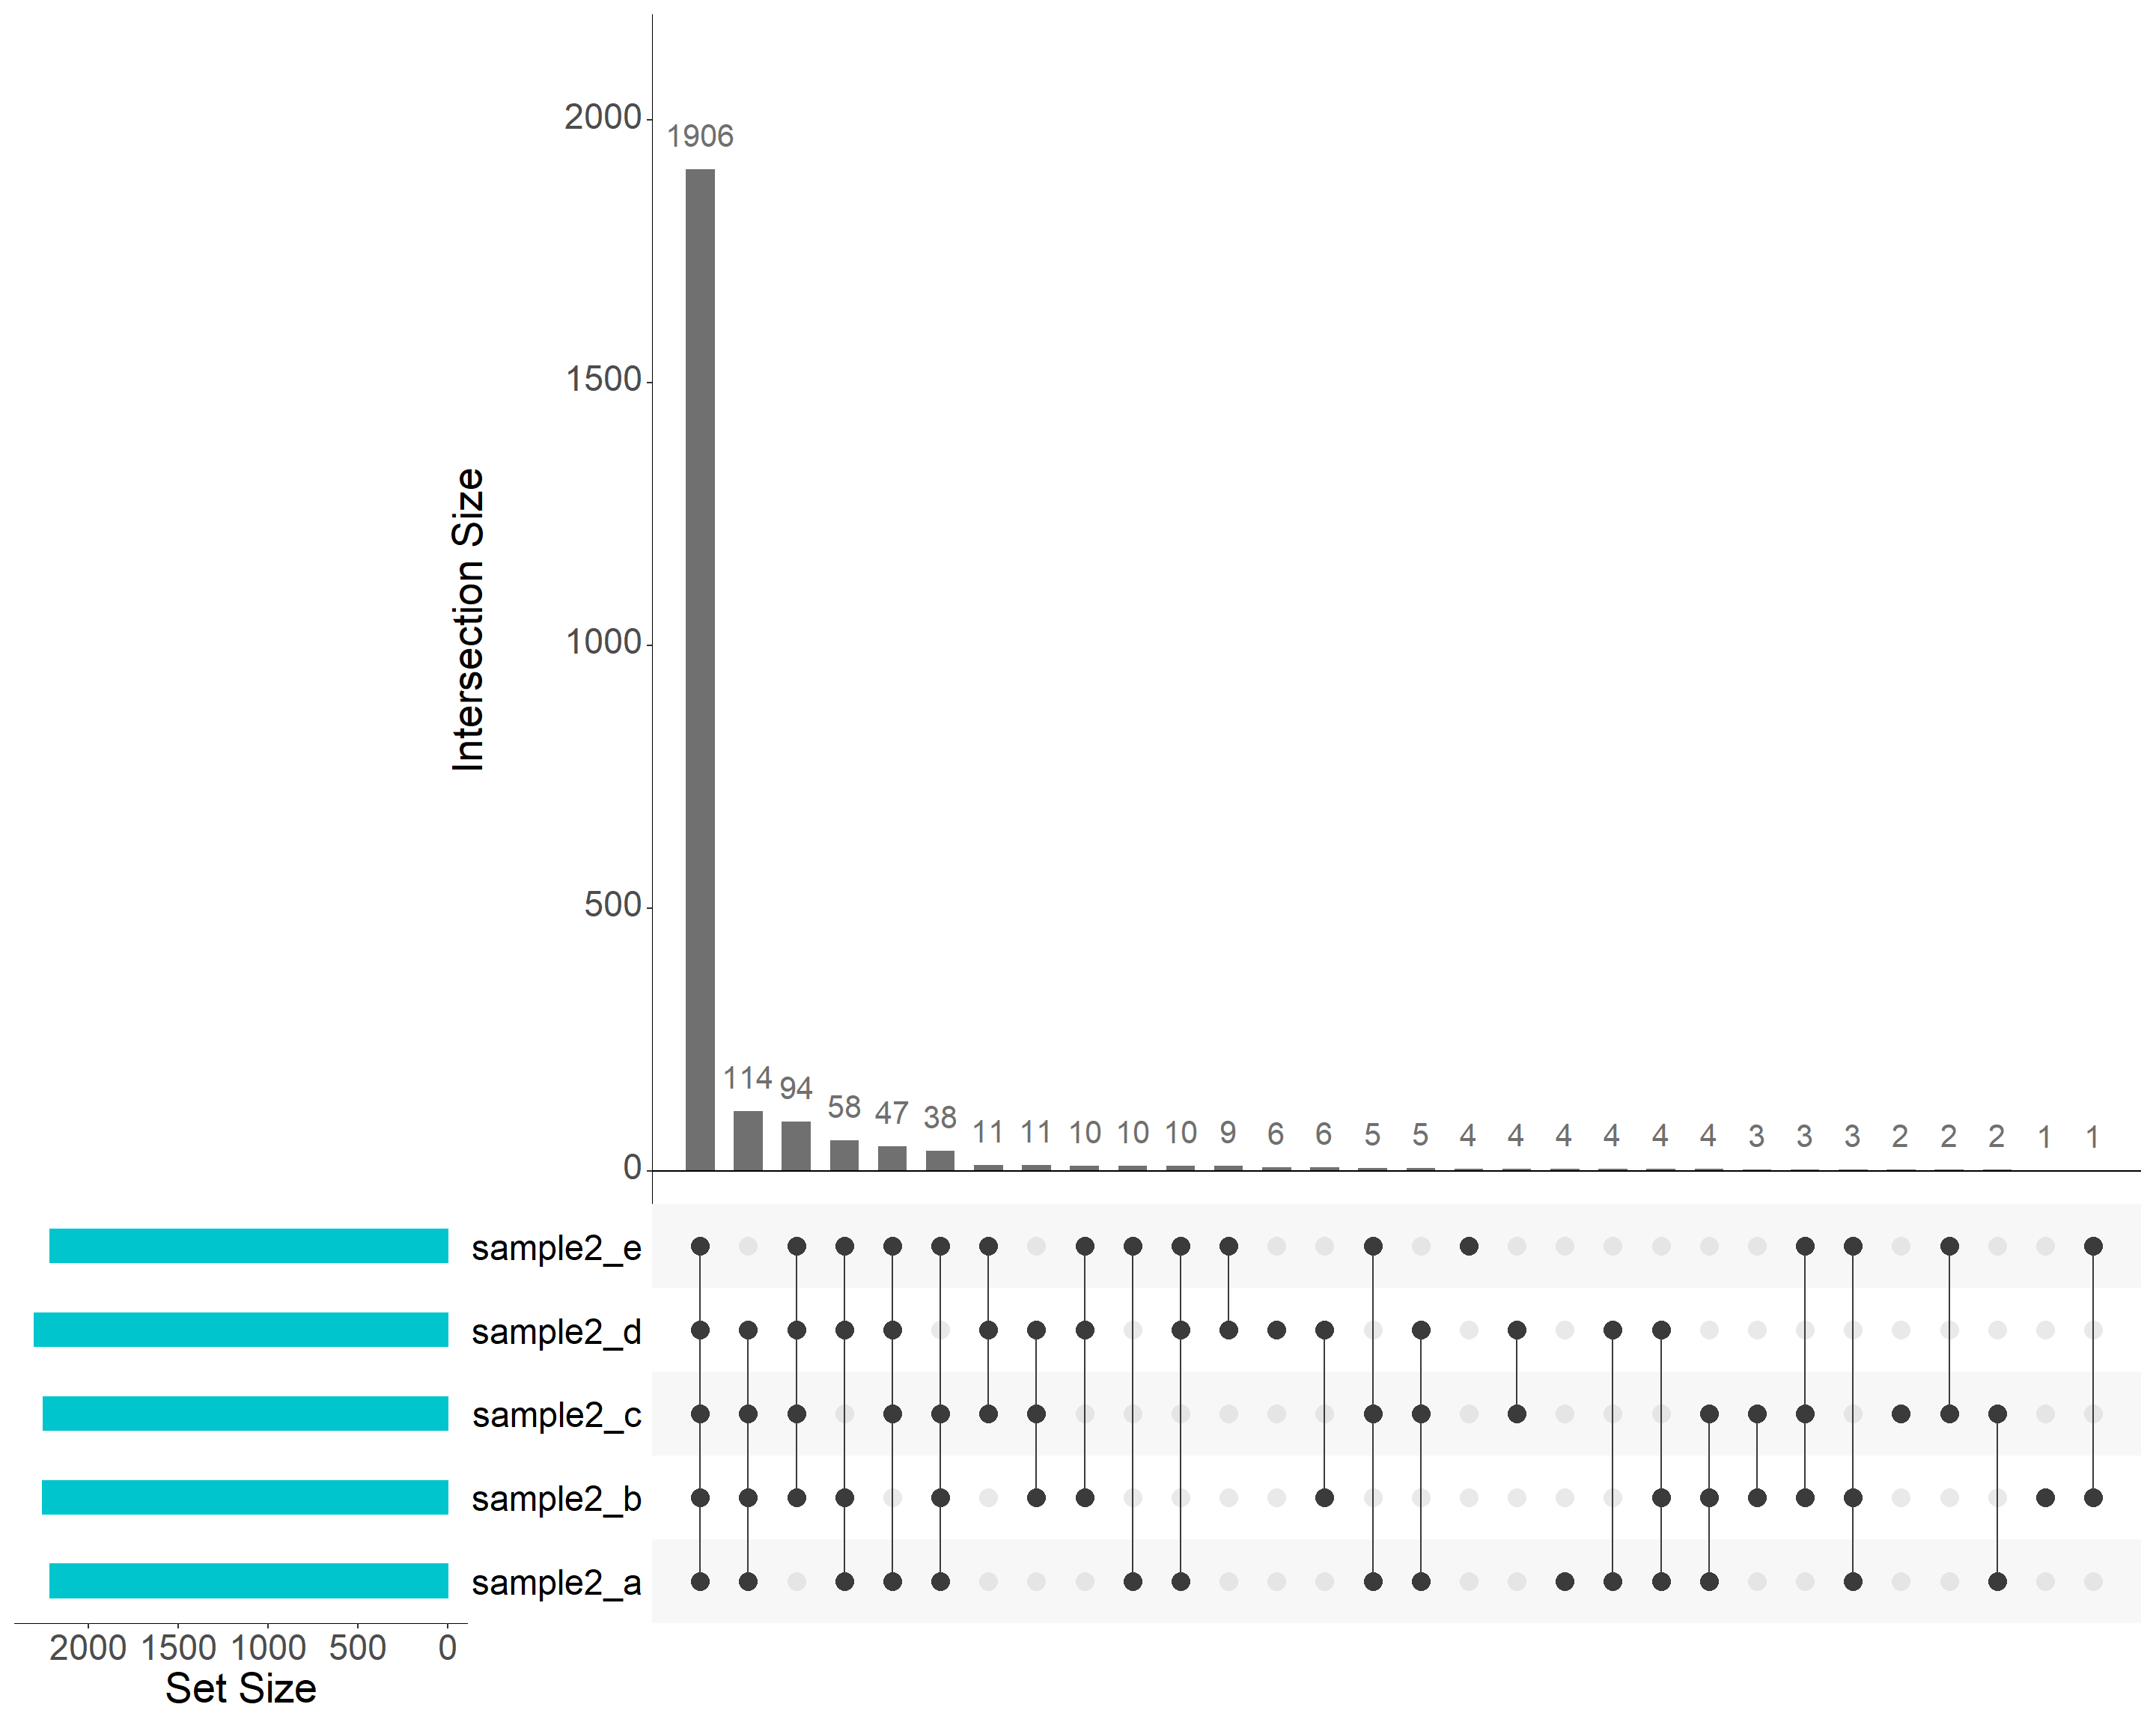 Intersection Size
2000
1500
1000
500
0
1906
114 94 58 47 38 11 11 10 10 10 9 6 6 5 5 4 4 4 4 4 4 3 3 3 2 2 2 1 1
sample2_e
sample2_d
sample2_c
sample2_b
sample2_a
2000 1500 1000 500 0
Set Size